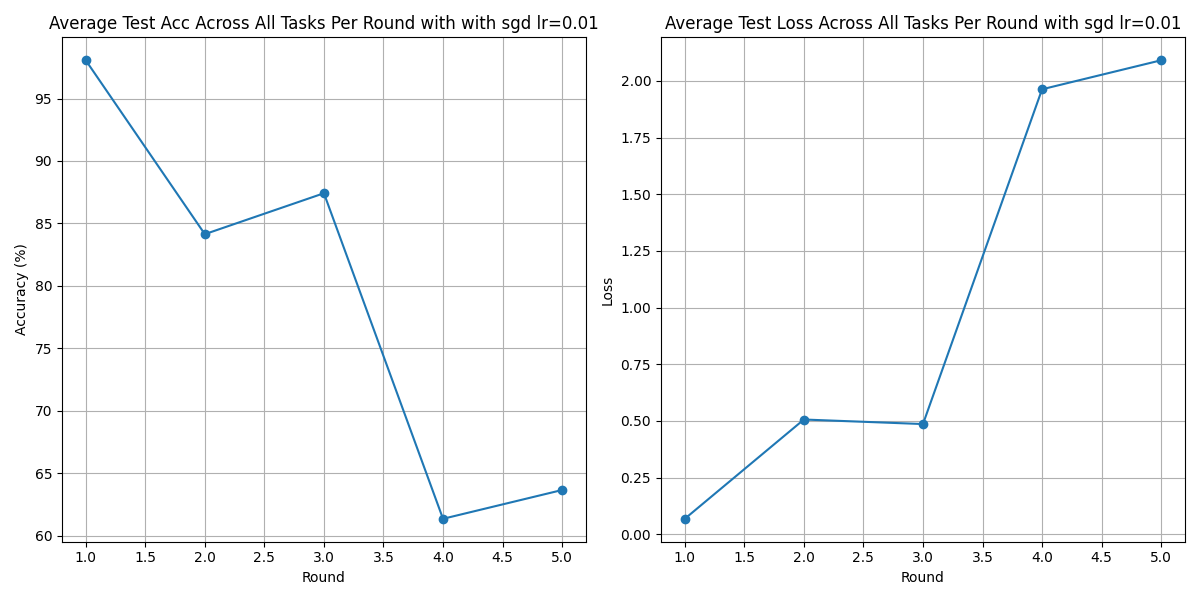 Average Test Acc Across All Tasks Per Round with with sgd lr=0.01
95
90
85
80
75
70
65
60
Accuracy (%)
1.0 1.5 2.0 2.5 3.0 3.5 4.0 4.5 5.0
Round
Average Test Loss Across All Tasks Per Round with sgd lr=0.01
2.00
1.75
1.50
1.25
1.00
0.75
0.50
0.25
0.00
Loss
1.0 1.5 2.0 2.5 3.0 3.5 4.0 4.5 5.0
Round